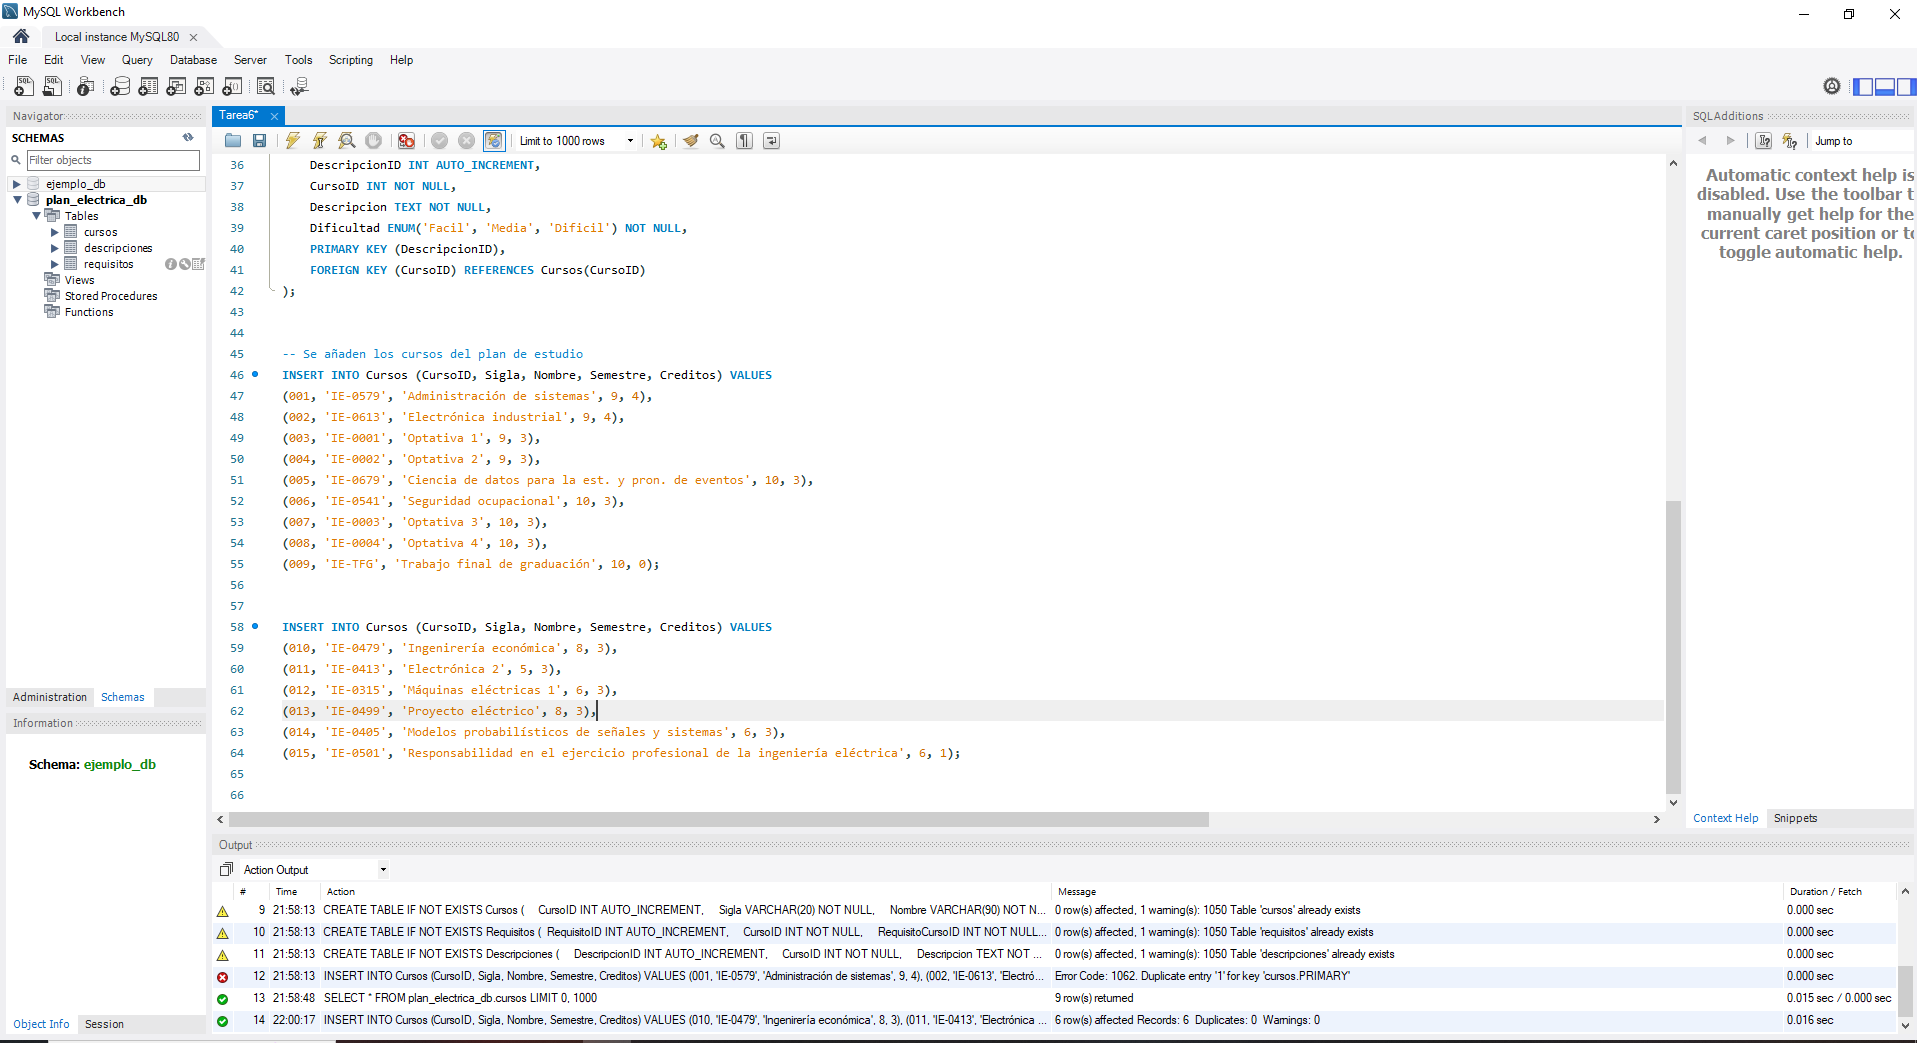 MySQL Workbench
Local instance MySQL80
File Edit View Query Database Server Tools Scripting Help
Navigator
SCHEMAS
Filter objects
ejemplo_db
plan_electrica_db
Tables
cursos
descripciones
requisitos
Views
Stored Procedures
Functions
Administration Schemas
Information
Schema: ejemplo_db
Object Info Session
Tarea6*
Limit to 1000 rows
36 DescripcionID INT AUTO_INCREMENT,
37 CursoID INT NOT NULL,
38 Descripcion TEXT NOT NULL,
39 Dificultad ENUM('Facil', 'Media', 'Dificil') NOT NULL,
40 PRIMARY KEY (DescripcionID),
41 FOREIGN KEY (CursoID) REFERENCES Cursos(CursoID)
42 );
43
44
45 -- Se añaden los cursos del plan de estudio
46 INSERT INTO Cursos (CursoID, Sigla, Nombre, Semestre, Creditos) VALUES
47 (001, 'IE-0579', 'Administración de sistemas', 9, 4),
48 (002, 'IE-0613', 'Electrónica industrial', 9, 4),
49 (003, 'IE-0001', 'Optativa 1', 9, 3),
50 (004, 'IE-0002', 'Optativa 2', 9, 3),
51 (005, 'IE-0679', 'Ciencia de datos para la est. y pron. de eventos', 10, 3),
52 (006, 'IE-0541', 'Seguridad ocupacional', 10, 3),
53 (007, 'IE-0003', 'Optativa 3', 10, 3),
54 (008, 'IE-0004', 'Optativa 4', 10, 3),
55 (009, 'IE-TFG', 'Trabajo final de graduación', 10, 0);
56
57
58 INSERT INTO Cursos (CursoID, Sigla, Nombre, Semestre, Creditos) VALUES
59 (010, 'IE-0479', 'Ingenirería económica', 8, 3),
60 (011, 'IE-0413', 'Electrónica 2', 5, 3),
61 (012, 'IE-0315', 'Máquinas eléctricas 1', 6, 3),
62 (013, 'IE-0499', 'Proyecto eléctrico', 8, 3),
63 (014, 'IE-0405', 'Modelos probabilísticos de señales y sistemas', 6, 3),
64 (015, 'IE-0501', 'Responsabilidad en el ejercicio profesional de la ingeniería eléctrica', 6, 1);
65
66
SQLAdditions
Jump to
Automatic context help is
disabled. Use the toolbar t
manually get help for the
current caret position or to
toggle automatic help.
Context Help Snippets
Output
Action Output
# Time Action Message Duration / Fetch
9 21:58:13 CREATE TABLE IF NOT EXISTS Cursos ( CursoID INT AUTO_INCREMENT, Sigla VARCHAR(20) NOT NULL, Nombre VARCHAR(90) NOT N... 0 row(s) affected, 1 warning(s): 1050 Table 'cursos' already exists 0.000 sec
10 21:58:13 CREATE TABLE IF NOT EXISTS Requisitos ( RequisitoID INT AUTO_INCREMENT, CursoID INT NOT NULL, RequisitoCursoID INT NOT NULL... 0 row(s) affected, 1 warning(s): 1050 Table 'requisitos' already exists 0.000 sec
11 21:58:13 CREATE TABLE IF NOT EXISTS Descripciones ( DescripcionID INT AUTO_INCREMENT, CursoID INT NOT NULL, Descripcion TEXT NOT ... 0 row(s) affected, 1 warning(s): 1050 Table 'descripciones' already exists 0.000 sec
12 21:58:13 INSERT INTO Cursos (CursoID, Sigla, Nombre, Semestre, Creditos) VALUES (001, 'IE-0579', 'Administración de sistemas', 9, 4), (002, 'IE-0613', 'Electró... Error Code: 1062. Duplicate entry '1' for key 'cursos.PRIMARY' 0.000 sec
13 21:58:48 SELECT * FROM plan_electrica_db.cursos LIMIT 0, 1000 9 row(s) returned 0.015 sec / 0.000 sec
14 22:00:17 INSERT INTO Cursos (CursoID, Sigla, Nombre, Semestre, Creditos) VALUES (010, 'IE-0479', 'Ingenirería económica', 8, 3), (011, 'IE-0413', 'Electrónica ... 6 row(s) affected Records: 6 Duplicates: 0 Warnings: 0 0.016 sec